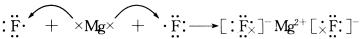 :F̈· + ×Mg× + ·F̈: ⟶ [:F̈×]⁻ Mg²⁺ [×F̈:]⁻